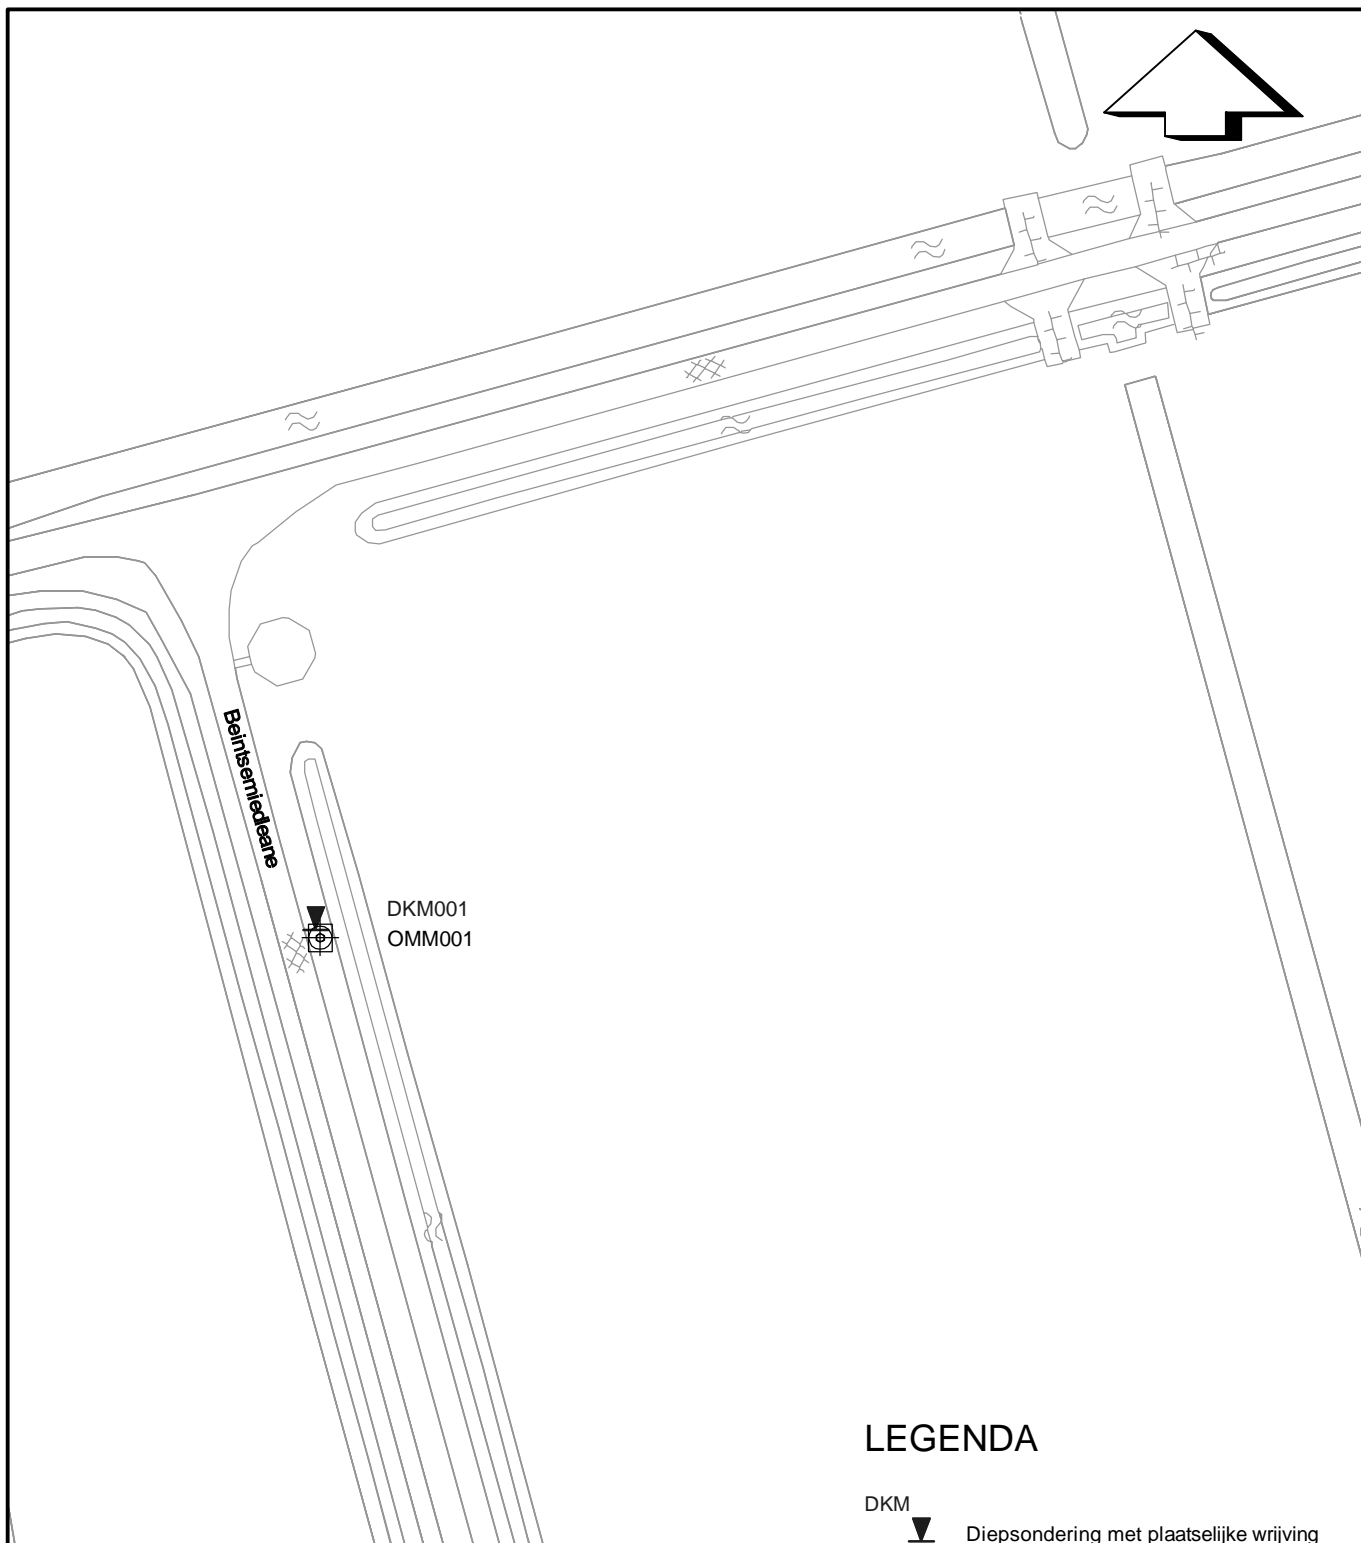 Beintsemiedleane
DKM001
OMM001
LEGENDA
DKM
Diepsondering met plaatselijke wrijving